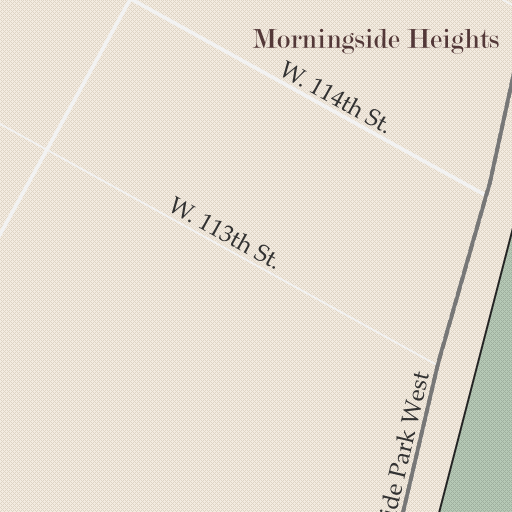 Morningside Heights
W. 114th St.
W. 113th St.
ide Park West